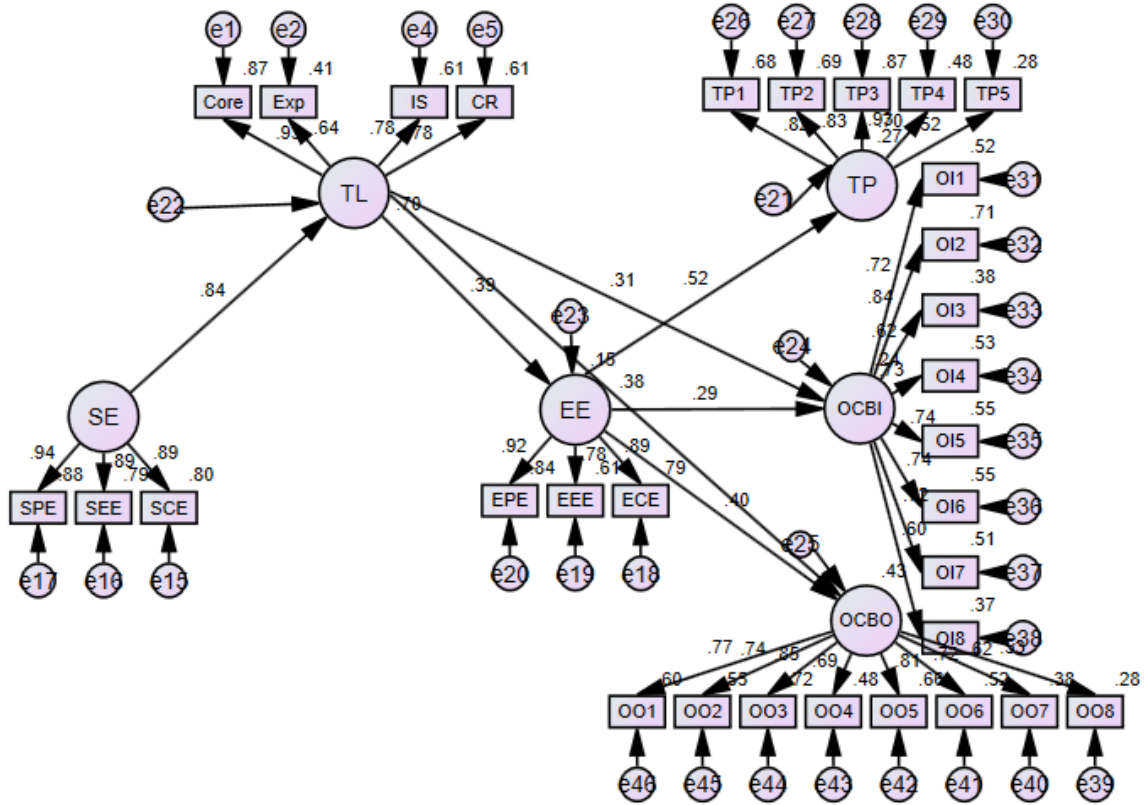 e1 e2 e4 e5 e26 e27 e28 e29 e30
.87 .41 .61 .61 .68 .69 .87 .48 .28
Core Exp IS CR TP1 TP2 TP3 TP4 TP5
.64 .78 .78 .83 .52
.27
.52
TL TP OI1 e31
e22 e21
.70
.71
OI2 e32
.84 .39 .31 .52 .72 .38
.84 OI3 e33
e23 .62
.53
e24 .24 .73 OI4 e34
.15 .38
SE EE .29 OCBI .55
.74 OI5 e35
.94 .89 .89 .92 .78 .89 .79 .74 .55
.88 .79 .80 .84 .61
SPE SEE SCE EPE EEE ECE .40 OI6 e36
.60 .51
e25
e17 e16 e15 e20 e19 e18 .43 OI7 e37
.37
OCBO OI8 e38
.77 .74 .85 .69 .81 .62
.60 .53 .72 .48 .66 .52 .38 .28
OO1 OO2 OO3 OO4 OO5 OO6 OO7 OO8
e46 e45 e44 e43 e42 e41 e40 e39